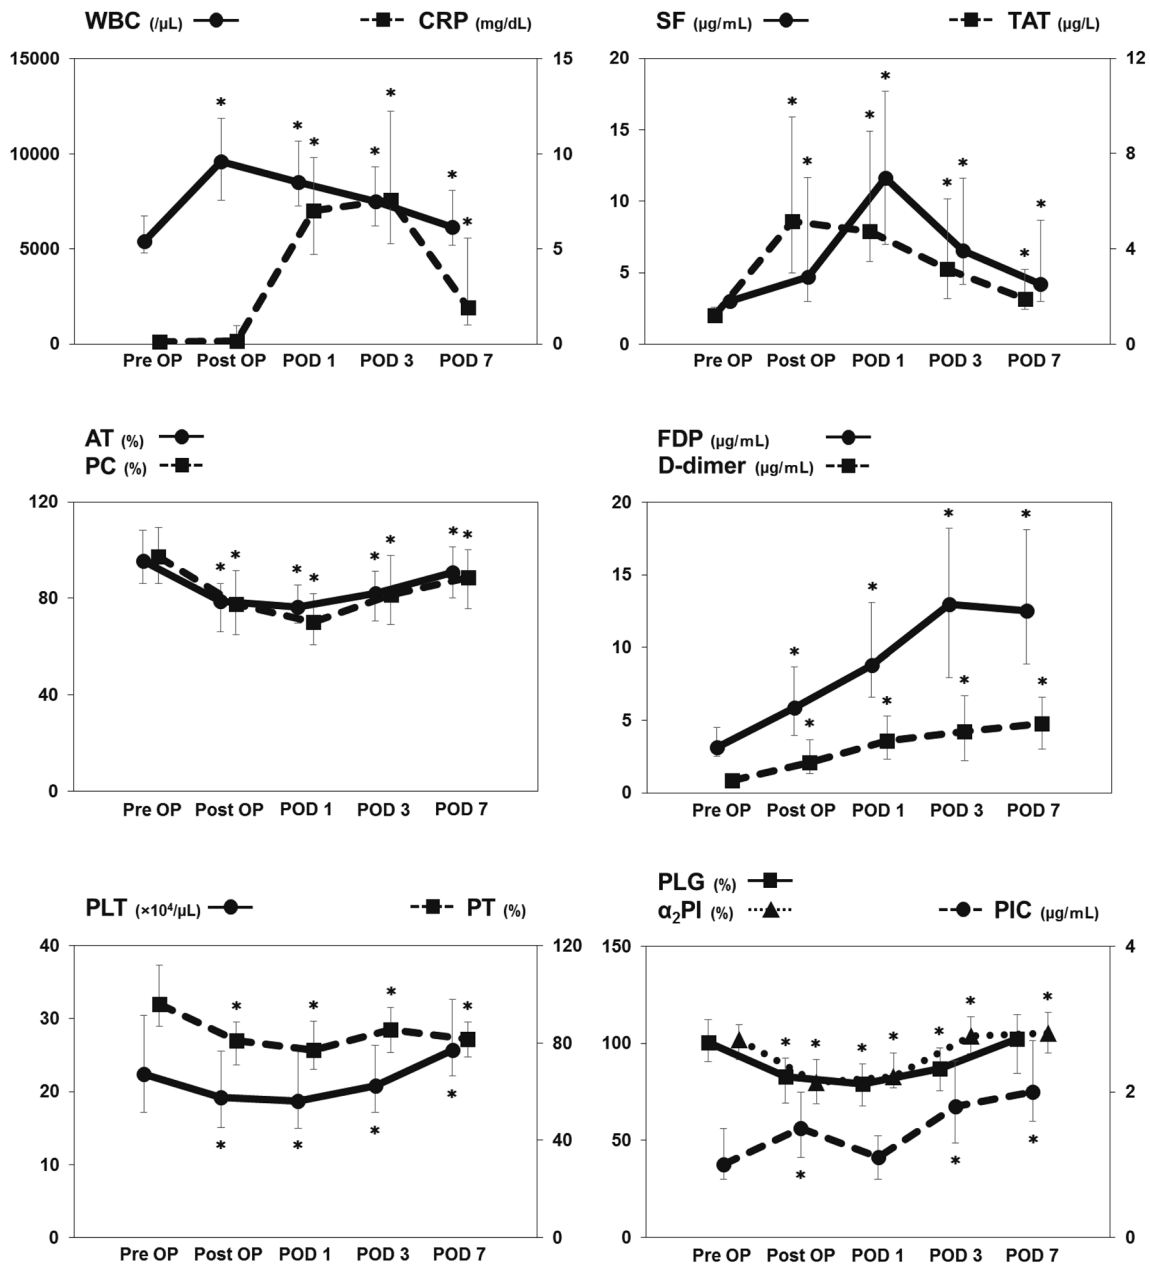 WBC (/µL) CRP (mg/dL)
15000 15
* * * * * * *
10000 10
5000 5
0 0
Pre OP Post OP POD 1 POD 3 POD 7
SF (µg/mL) TAT (µg/L)
20 12
* * * * * * * *
15
8
10
4
5
0 0
Pre OP Post OP POD 1 POD 3 POD 7
AT (%)
PC (%)
120
* * * * * * * *
80
40
0
Pre OP Post OP POD 1 POD 3 POD 7
FDP (µg/mL)
D-dimer (µg/mL)
20
* * * * * * * *
15
10
5
0
Pre OP Post OP POD 1 POD 3 POD 7
PLT (×10⁴/µL) PT (%)
40 120
* * * *
30
80
20
* * * *
40
10
0 0
Pre OP Post OP POD 1 POD 3 POD 7
PLG (%)
α₂PI (%) PIC (µg/mL)
150 4
* * * * * * *
100
2
50
* * *
0 0
Pre OP Post OP POD 1 POD 3 POD 7